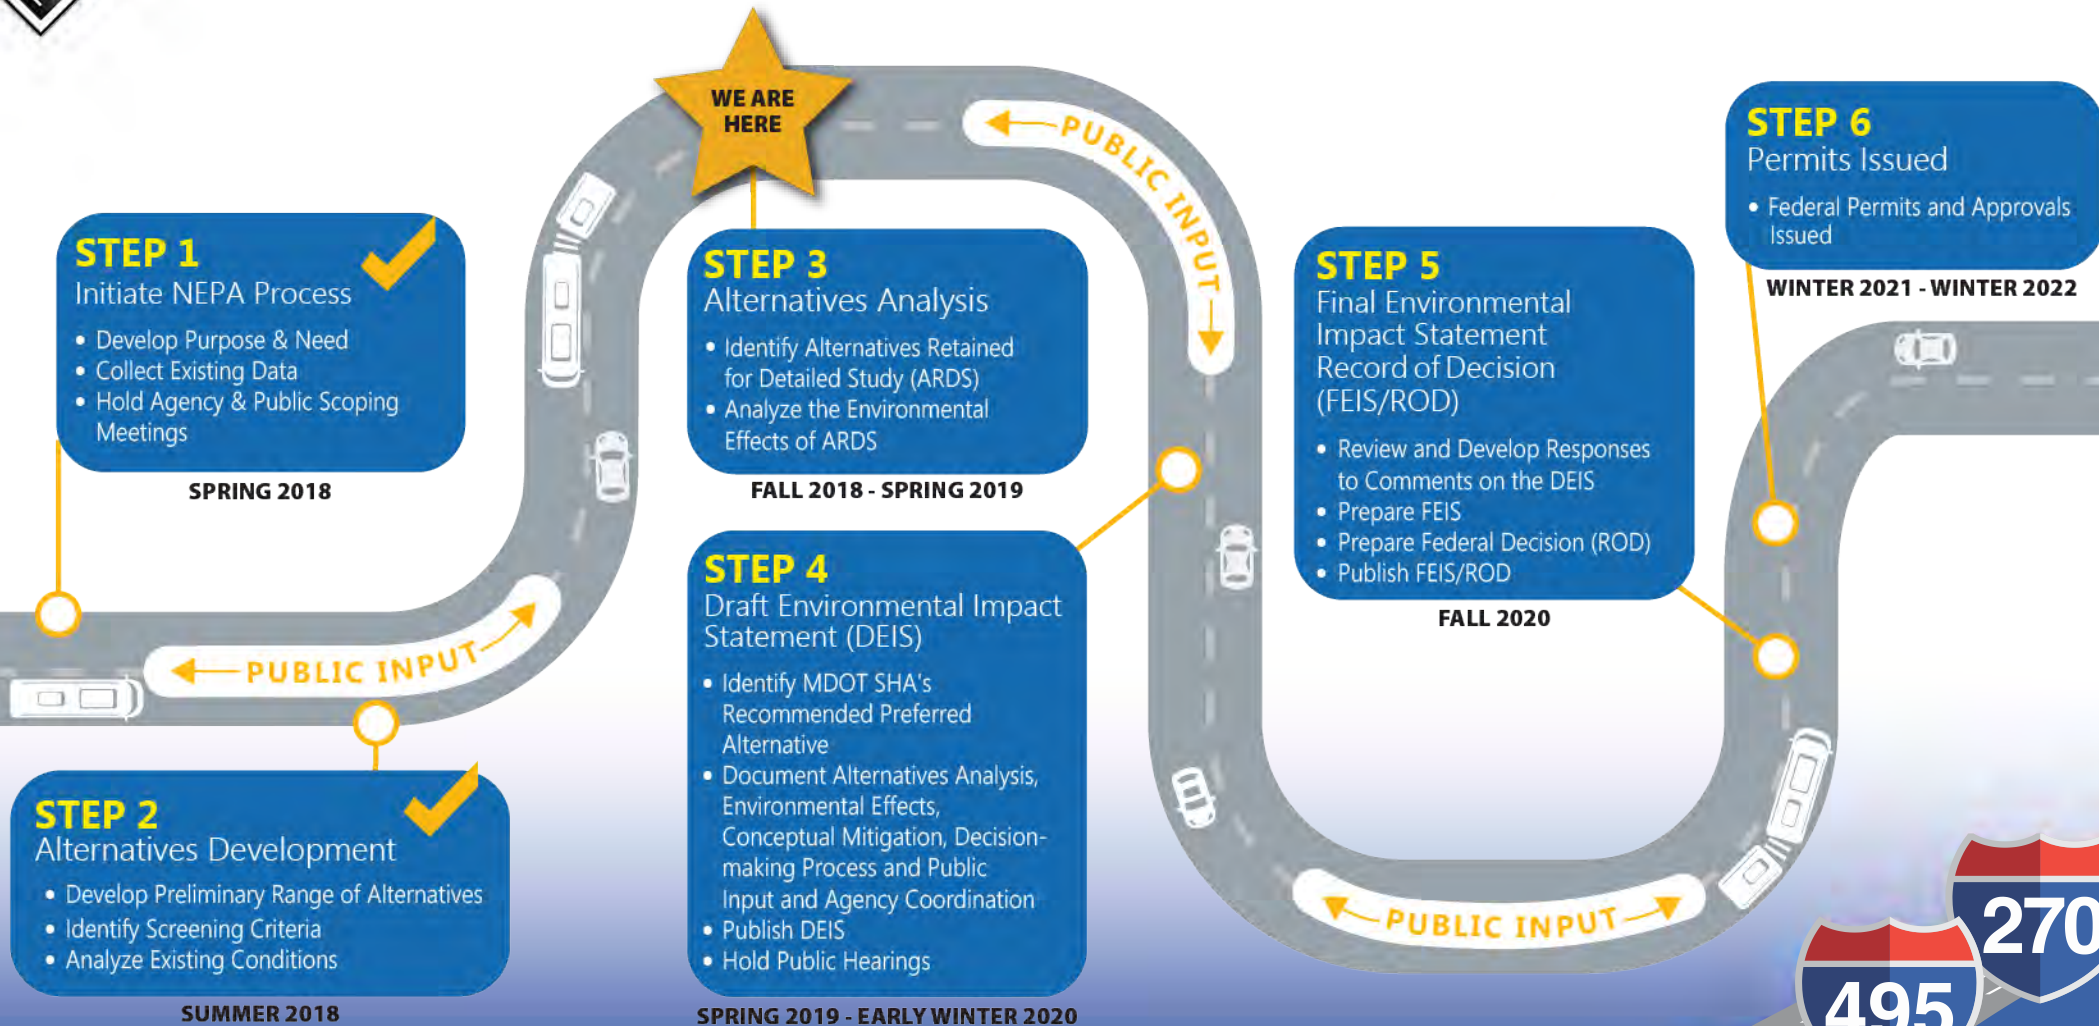 STEP 1
Initiate NEPA Process
• Develop Purpose & Need
• Collect Existing Data
• Hold Agency & Public Scoping
Meetings
SPRING 2018
PUBLIC INPUT
STEP 2
Alternatives Development
• Develop Preliminary Range of Alternatives
• Identify Screening Criteria
• Analyze Existing Conditions
SUMMER 2018
WE ARE
HERE
STEP 3
Alternatives Analysis
• Identify Alternatives Retained
for Detailed Study (ARDS)
• Analyze the Environmental
Effects of ARDS
FALL 2018 - SPRING 2019
PUBLIC INPUT
STEP 4
Draft Environmental Impact
Statement (DEIS)
• Identify MDOT SHA's
Recommended Preferred
Alternative
• Document Alternatives Analysis,
Environmental Effects,
Conceptual Mitigation, Decision-
making Process and Public
Input and Agency Coordination
• Publish DEIS
• Hold Public Hearings
SPRING 2019 - EARLY WINTER 2020
STEP 5
Final Environmental
Impact Statement
Record of Decision
(FEIS/ROD)
• Review and Develop Responses
to Comments on the DEIS
• Prepare FEIS
• Prepare Federal Decision (ROD)
• Publish FEIS/ROD
FALL 2020
PUBLIC INPUT
STEP 6
Permits Issued
• Federal Permits and Approvals
Issued
WINTER 2021 - WINTER 2022
270
495